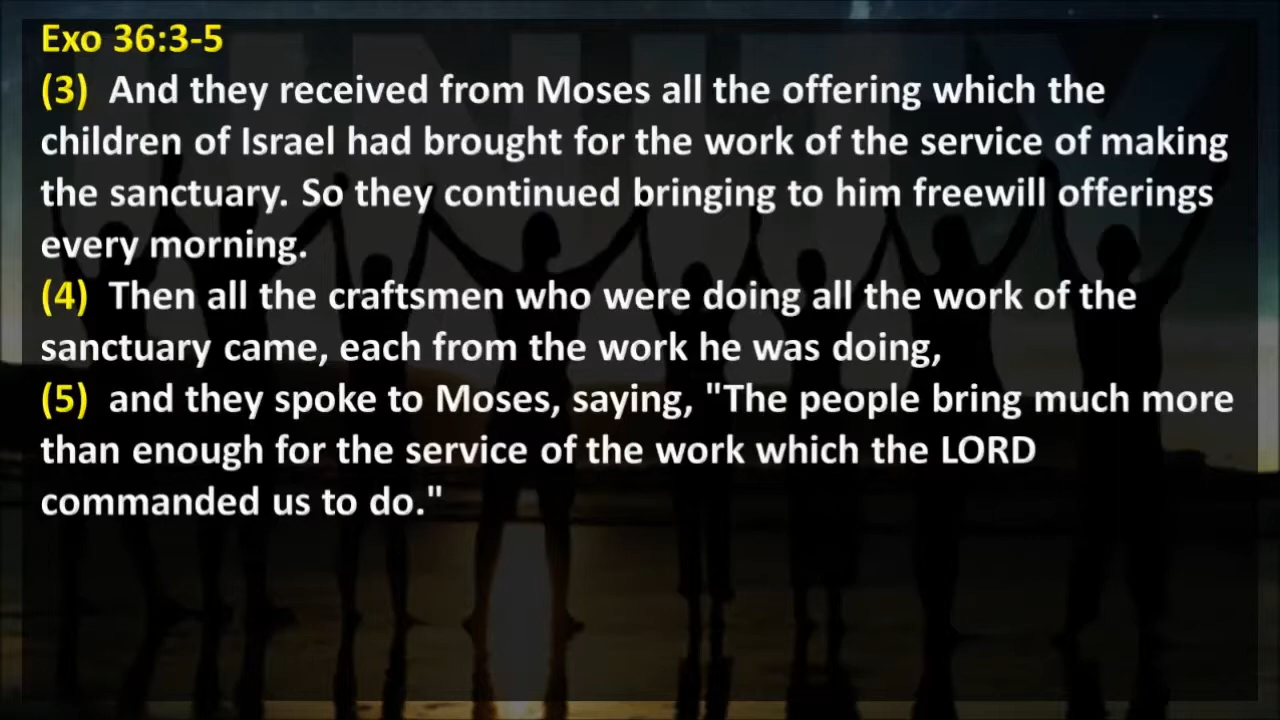 Exo 36:3-5
(3) And they received from Moses all the offering which the
children of Israel had brought for the work of the service of making
the sanctuary. So they continued bringing to him freewill offerings
every morning.
(4) Then all the craftsmen who were doing all the work of the
sanctuary came, each from the work he was doing,
(5) and they spoke to Moses, saying, "The people bring much more
than enough for the service of the work which the LORD
commanded us to do."